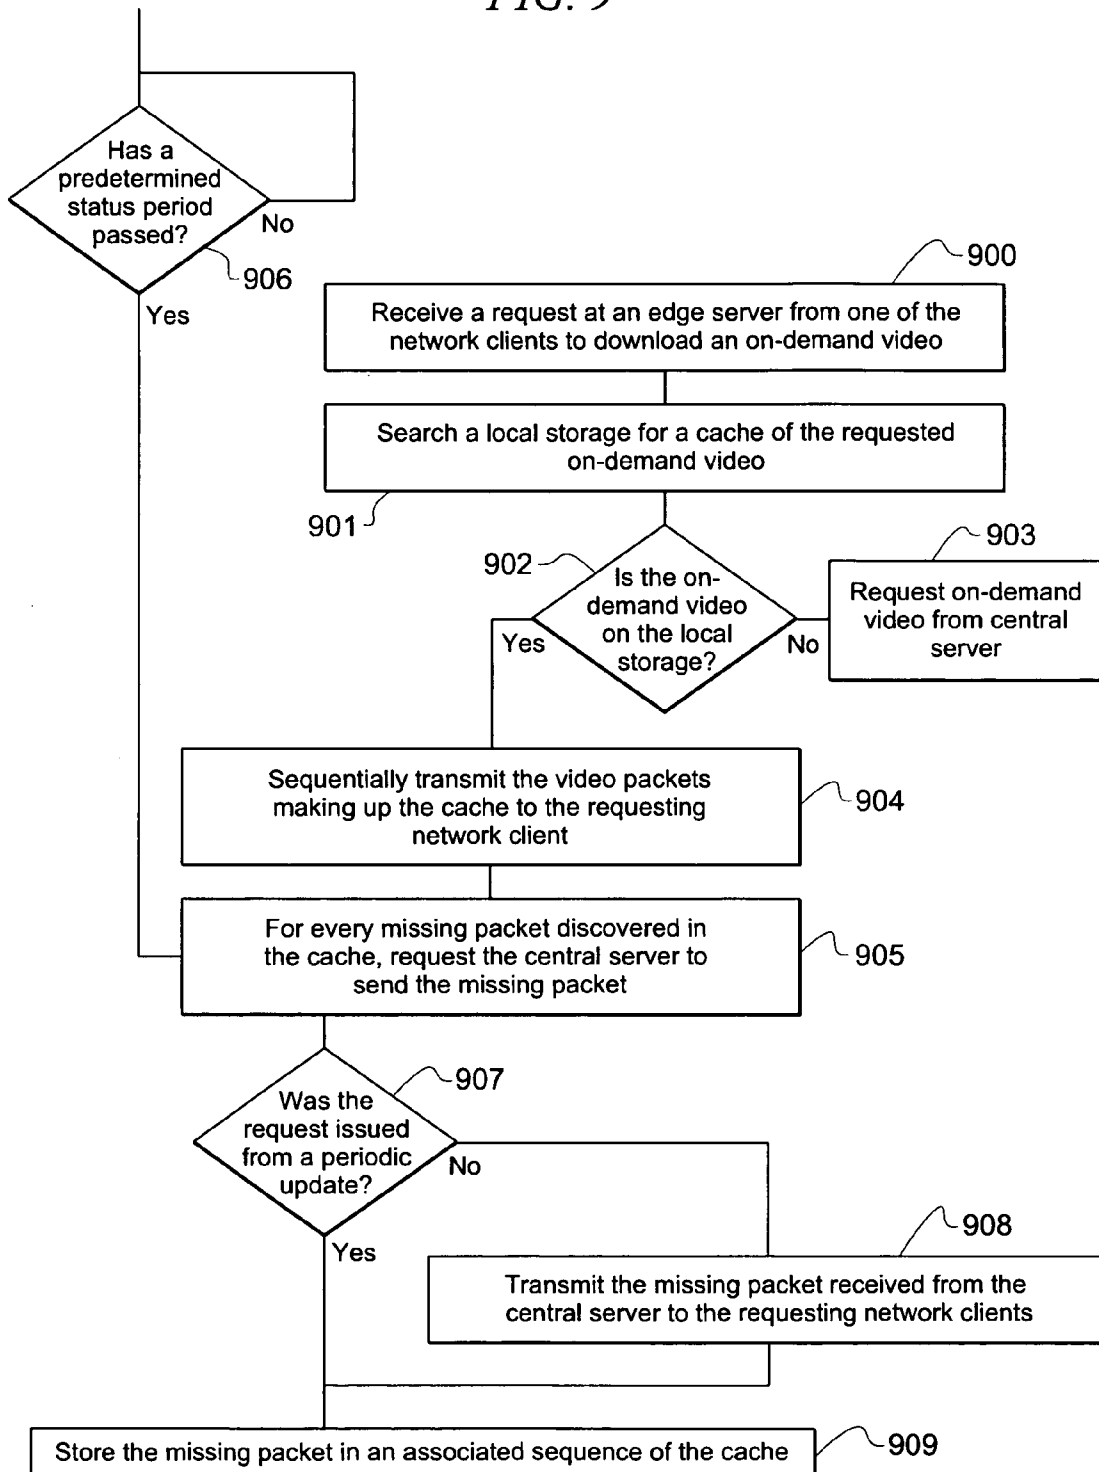 FIG. 9
Has a
predetermined
status period
passed?
No
906
Yes
900
Receive a request at an edge server from one of the
network clients to download an on-demand video
Search a local storage for a cache of the requested
on-demand video
901
902
Is the on-
demand video
on the local
storage?
Yes
No
903
Request on-demand
video from central
server
Sequentially transmit the video packets
making up the cache to the requesting
network client
904
For every missing packet discovered in
the cache, request the central server to
send the missing packet
905
907
Was the
request issued
from a periodic
update?
No
Yes
908
Transmit the missing packet received from the
central server to the requesting network clients
Store the missing packet in an associated sequence of the cache
909